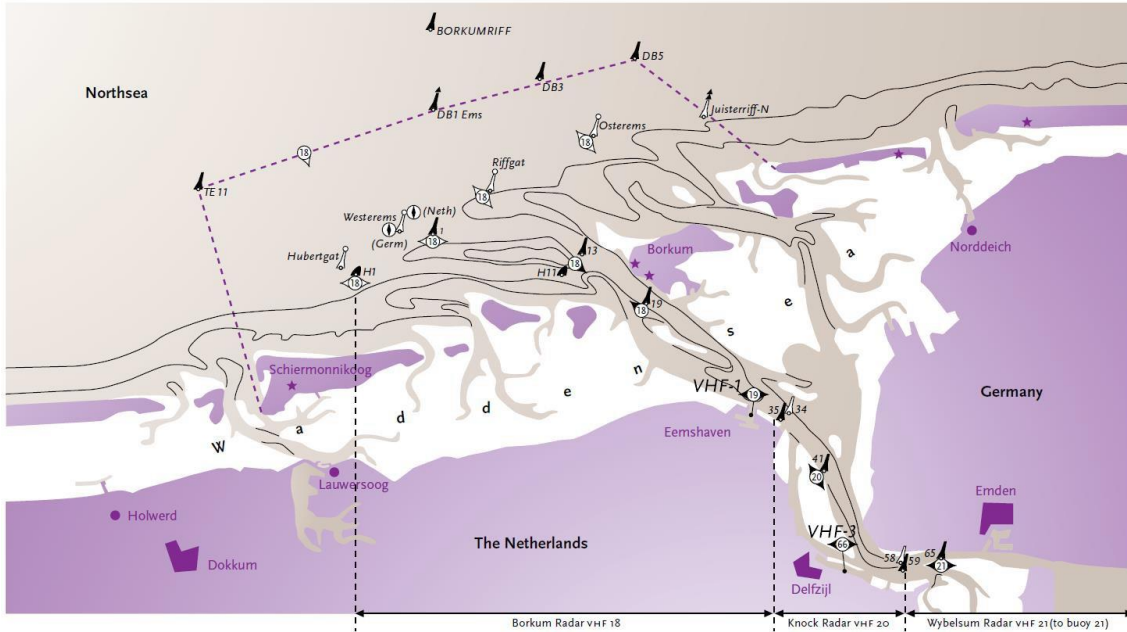 BORKUMRIFF
DB5
Northsea
DB3
DB1 Ems
Juisterriff-N
Osterems
18
18
Riffgat
TE 11
18
Westerems
(Neth)
1
(Germ)
18
Norddeich
Hubertgat
13
Borkum
a
H1
H11
18
18
19
18
e
s
Schiermonnikoog
n
VHF-1
e
19
Germany
d
d
35
34
a
Eemshaven
W
41
Lauwersoog
20
Emden
Holwerd
VHF-3
The Netherlands
66
58
59
65
Dokkum
21
Delfzijl
Borkum Radar VHF 18
Knock Radar VHF 20
Wybelsum Radar VHF 21 (to buoy 21)